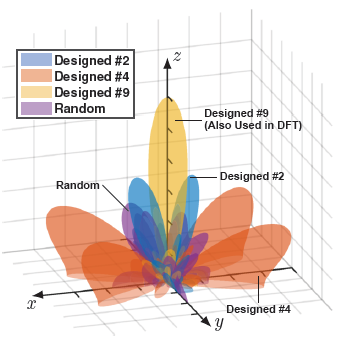 z
Designed #2
Designed #4
Designed #9
Random
Designed #9
(Also Used in DFT)
Designed #2
Random
x
Designed #4
y